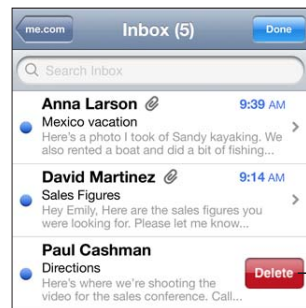 me.com
Inbox (5)
Done
Search Inbox
Anna Larson
9:39 AM
Mexico vacation
Here's a photo I took of Sandy kayaking. We
also rented a boat and did a bit of fishing...
David Martinez
9:14 AM
Sales Figures
Hey Emily, Here are the sales figures you
were looking for. Please let me know...
Paul Cashman
Directions
Here's where we're shooting the
video for the sales conference. Call...
Delete